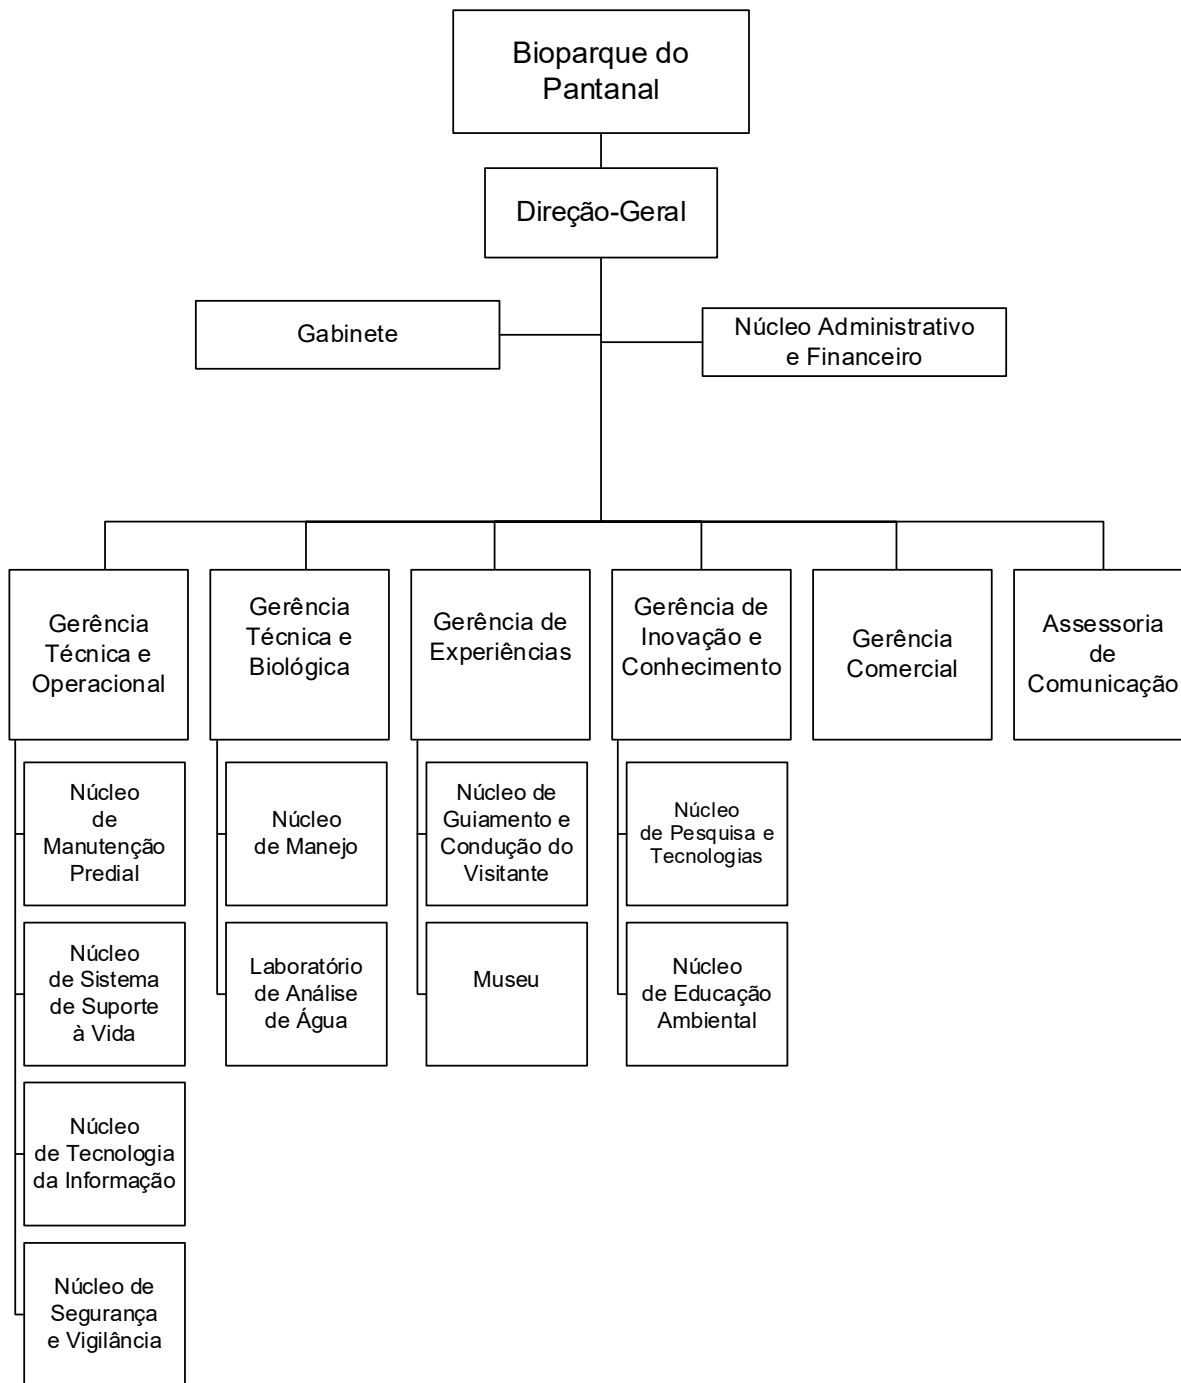 Bioparque do
Pantanal
Direção-Geral
Gabinete
Núcleo Administrativo
e Financeiro
Gerência
Técnica e
Operacional
Gerência
Técnica e
Biológica
Gerência de
Experiências
Gerência de
Inovação e
Conhecimento
Gerência
Comercial
Assessoria
de
Comunicação
Núcleo
de
Manutenção
Predial
Núcleo
de Manejo
Núcleo de
Guiamento e
Condução do
Visitante
Núcleo
de Pesquisa e
Tecnologias
Núcleo
de Sistema
de Suporte
à Vida
Laboratório
de Análise
de Água
Museu
Núcleo
de Educação
Ambiental
Núcleo
de Tecnologia
da Informação
Núcleo de
Segurança
e Vigilância